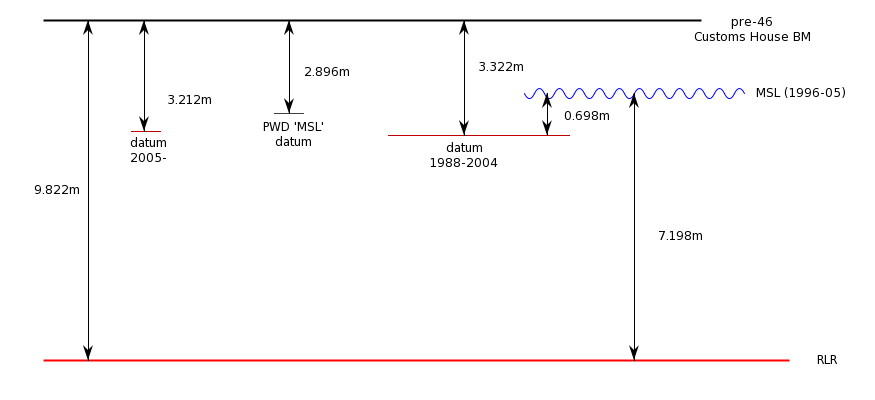 pre-46
Customs House BM
2.896m
3.322m
MSL (1996-05)
3.212m
0.698m
PWD 'MSL'
datum
datum
2005-
datum
1988-2004
9.822m
7.198m
RLR